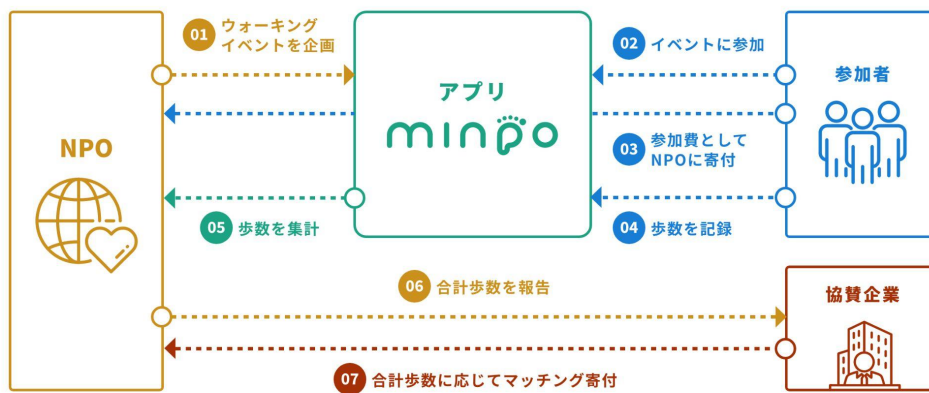 01 ウォーキング
イベントを企画
02 イベントに参加
アプリ
minpo
参加者
NPO
03 参加費として
NPOに寄付
05 歩数を集計
04 歩数を記録
06 合計歩数を報告
協賛企業
07 合計歩数に応じてマッチング寄付